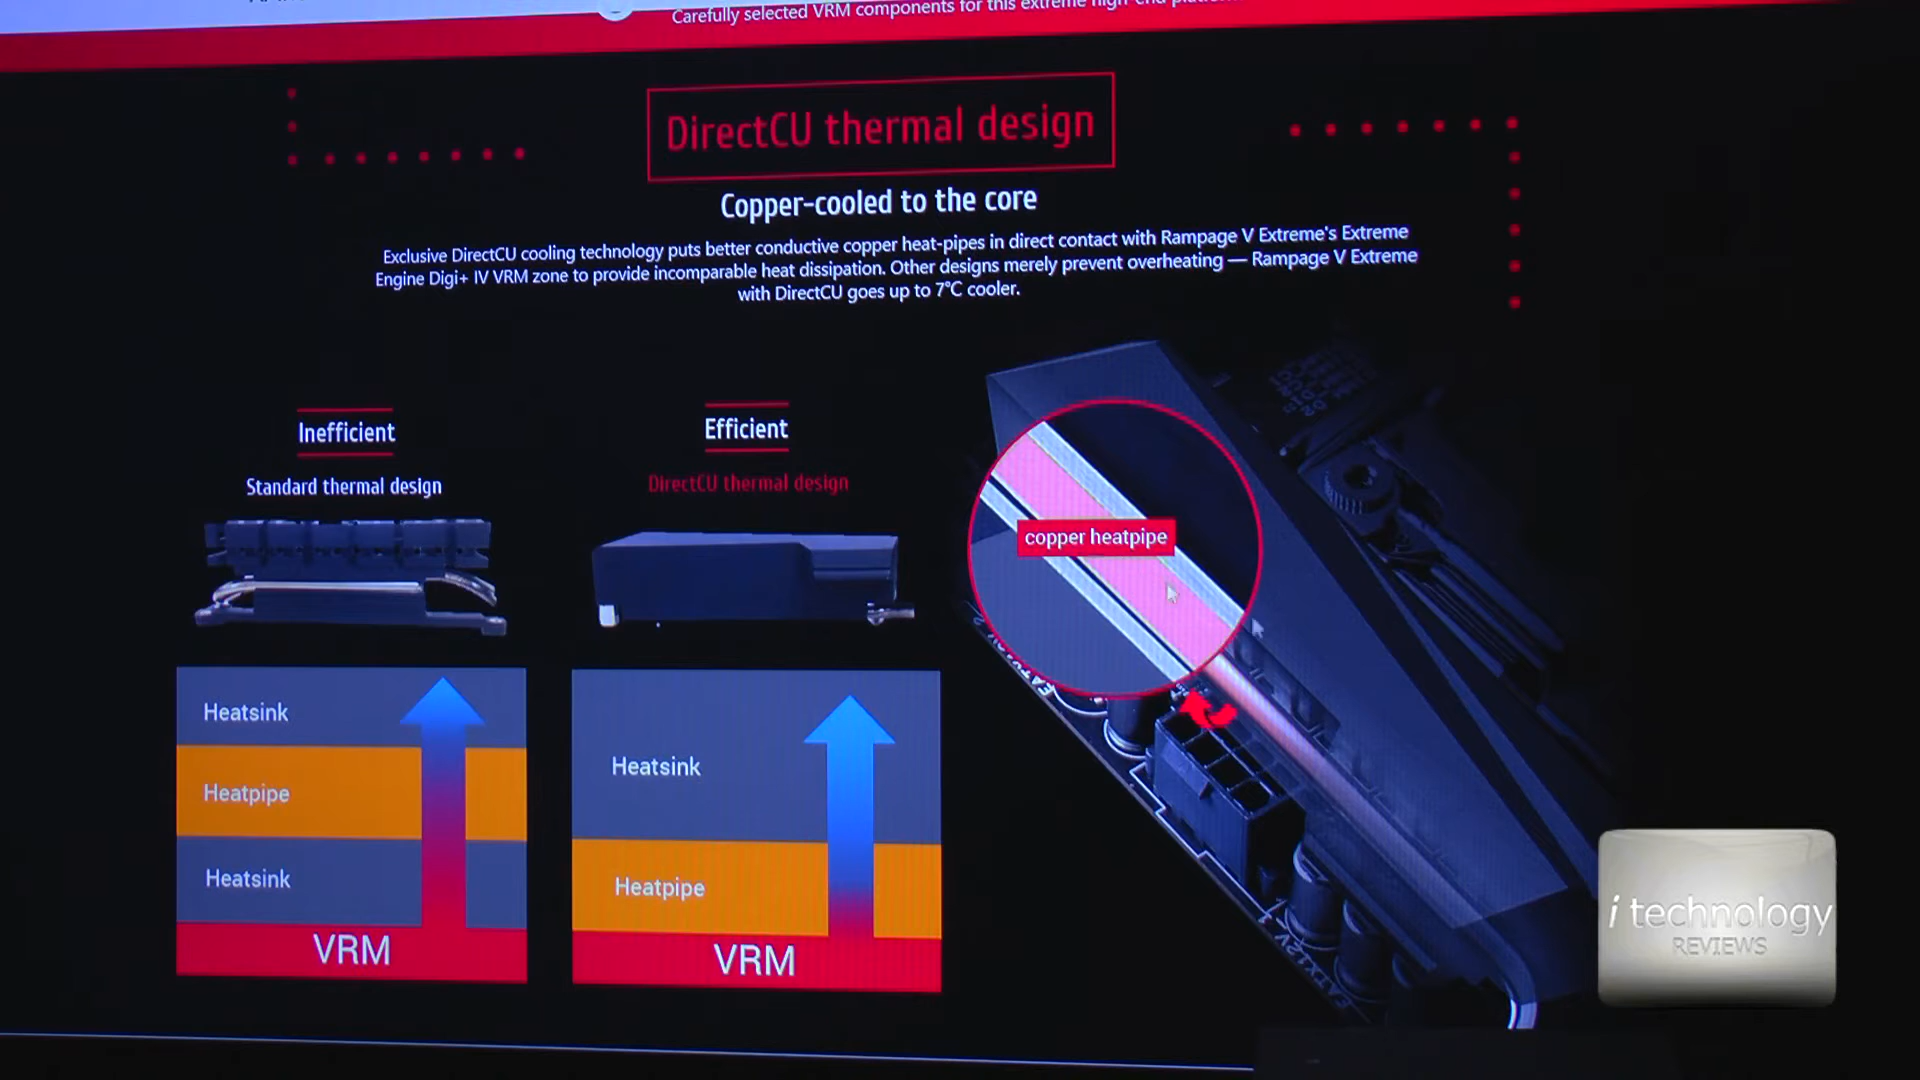 Carefully selected VRM components for this extreme high-end
DirectCU thermal design
Copper-cooled to the core
Exclusive DirectCU cooling technology puts better conductive copper heat-pipes in direct contact with Rampage V Extreme's Extreme
Engine Digi+ IV VRM zone to provide incomparable heat dissipation. Other designs merely prevent overheating — Rampage V Extreme
with DirectCU goes up to 7°C cooler.
Inefficient
Efficient
Standard thermal design
DirectCU thermal design
copper heatpipe
Heatsink
Heatpipe
Heatsink
VRM
Heatsink
Heatpipe
VRM
EATX12V_1
i technology
REVIEWS